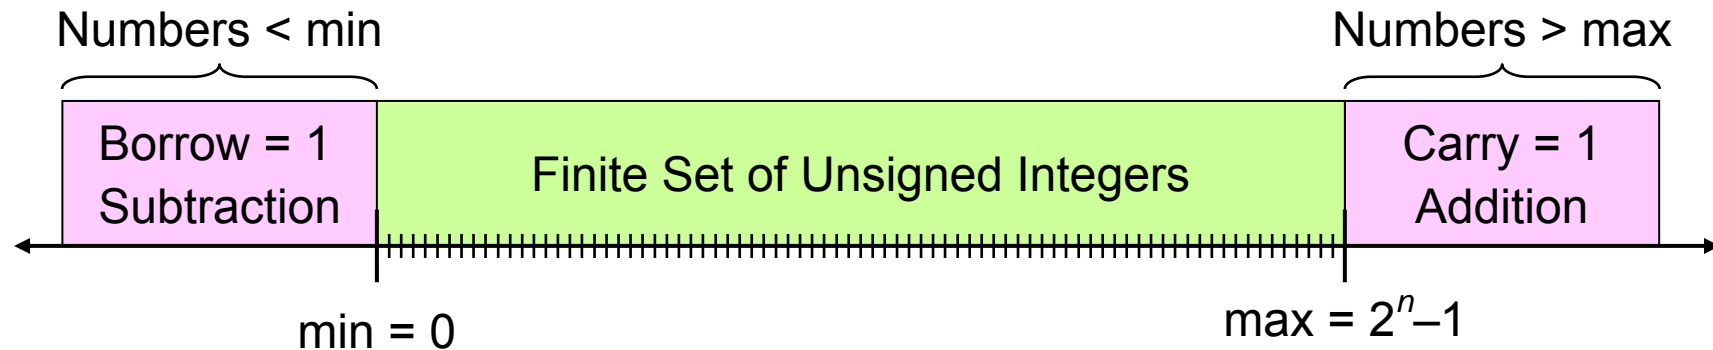 Numbers < min
Numbers > max
Borrow = 1
Subtraction
Finite Set of Unsigned Integers
Carry = 1
Addition
min = 0
max = 2ⁿ–1